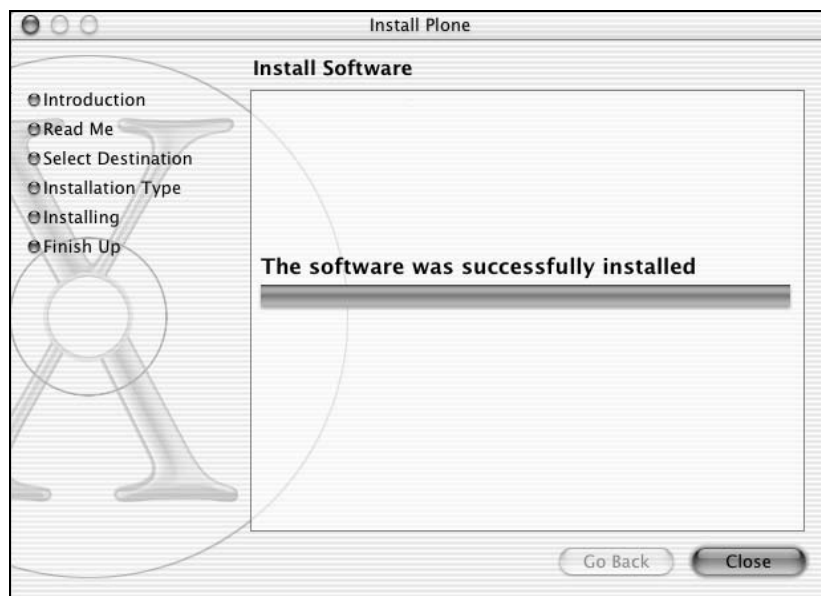 Install Plone
Install Software
Introduction
Read Me
Select Destination
Installation Type
Installing
Finish Up
The software was successfully installed
Go Back
Close